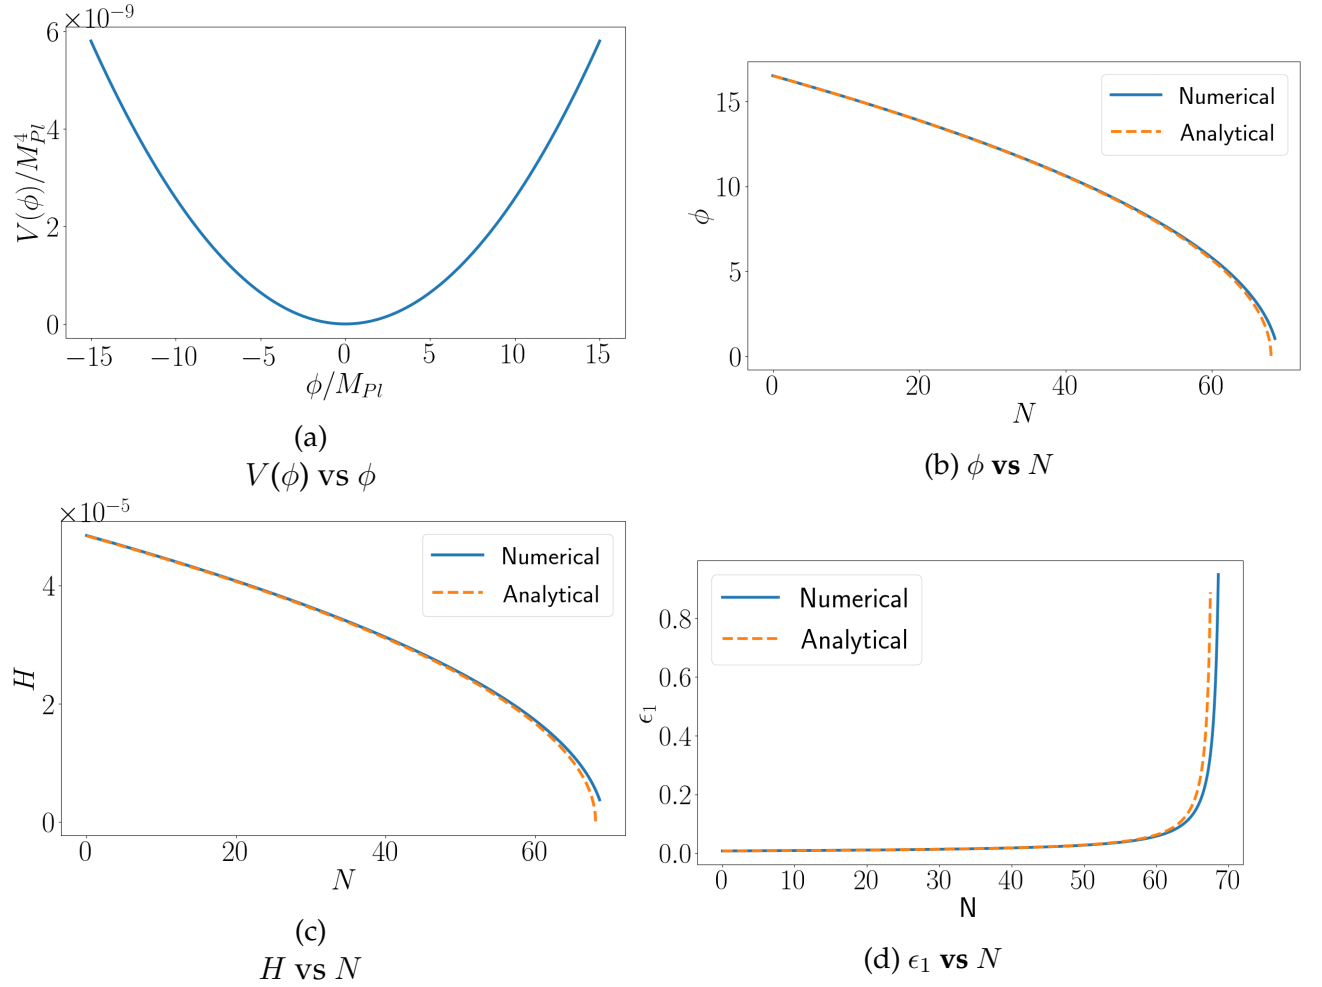 ×10⁻⁹
6
4
2
0
V(ϕ)/M⁴_Pl
−15 −10 −5 0 5 10 15
ϕ/M_Pl
(a)
V(ϕ) vs ϕ
15
10
5
0
ϕ
Numerical
Analytical
0 20 40 60
N
(b) ϕ vs N
×10⁻⁵
4
2
0
H
Numerical
Analytical
0 20 40 60
N
(c)
H vs N
0.8
0.6
0.4
0.2
0.0
ϵ₁
Numerical
Analytical
0 10 20 30 40 50 60 70
N
(d) ϵ₁ vs N